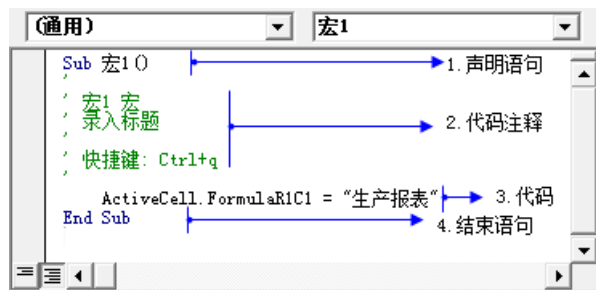 (通用) 宏1
Sub 宏1() 1.声明语句
'
' 宏1 宏
' 录入标题 2.代码注释
'
' 快捷键: Ctrl+q
'
ActiveCell.FormulaR1C1 = "生产报表" 3.代码
End Sub 4.结束语句